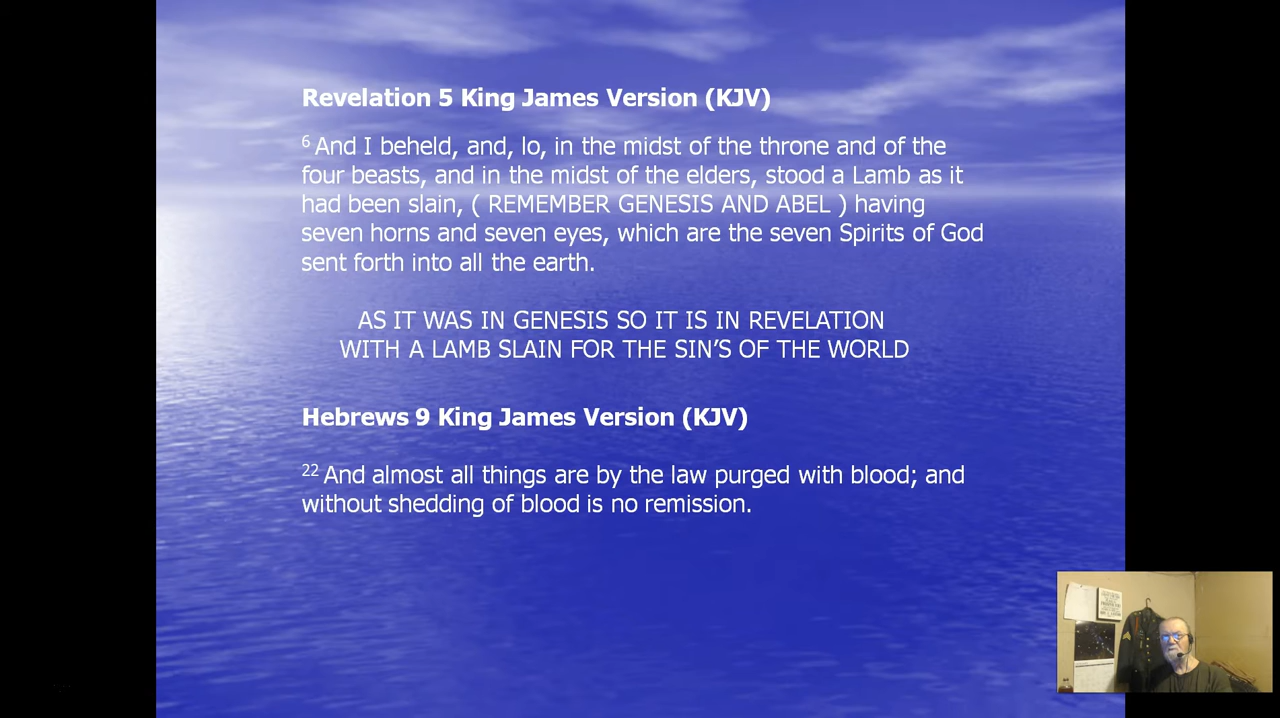 Revelation 5 King James Version (KJV)
6 And I beheld, and, lo, in the midst of the throne and of the
four beasts, and in the midst of the elders, stood a Lamb as it
had been slain, ( REMEMBER GENESIS AND ABEL ) having
seven horns and seven eyes, which are the seven Spirits of God
sent forth into all the earth.
AS IT WAS IN GENESIS SO IT IS IN REVELATION
WITH A LAMB SLAIN FOR THE SIN’S OF THE WORLD
Hebrews 9 King James Version (KJV)
22 And almost all things are by the law purged with blood; and
without shedding of blood is no remission.